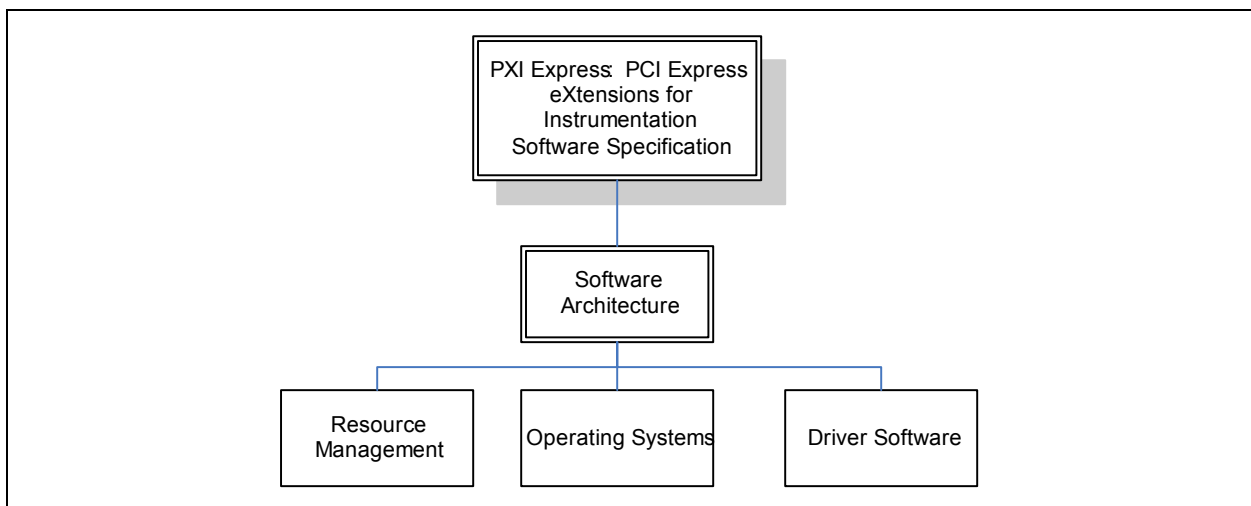 PXI Express: PCI Express
eXtensions for
Instrumentation
Software Specification
Software
Architecture
Resource
Management
Operating Systems
Driver Software